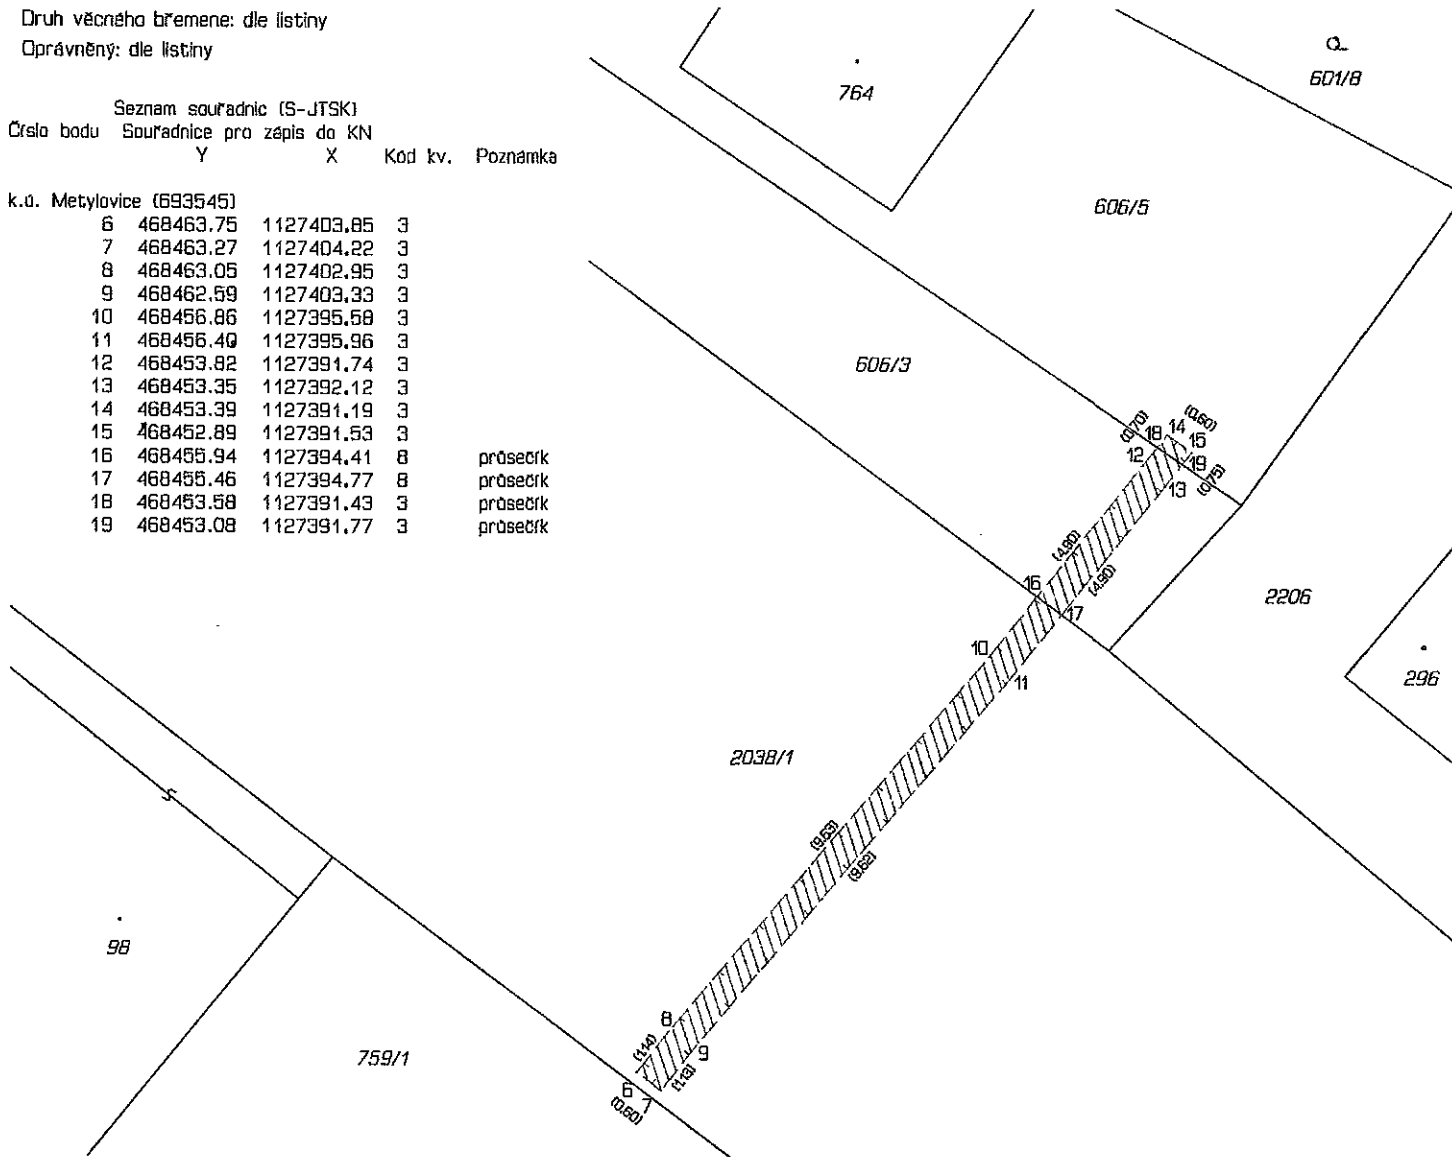 Druh věcného břemene: dle listiny
Oprávněný: dle listiny
Seznam souřadnic (S-JTSK)
Číslo bodu Souřadnice pro zápis do KN
Y X Kód kv. Poznámka
k.ú. Metylovice (693545)
6 468463.75 1127403.85 3
7 468463.27 1127404.22 3
8 468463.05 1127402.95 3
9 468462.59 1127403.33 3
10 468456.86 1127395.58 3
11 468456.40 1127395.96 3
12 468453.82 1127391.74 3
13 468453.35 1127392.12 3
14 468453.39 1127391.19 3
15 468452.89 1127391.53 3
16 468455.94 1127394.41 8 průsečík
17 468455.46 1127394.77 8 průsečík
18 468453.58 1127391.43 3 průsečík
19 468453.08 1127391.77 3 průsečík
764
601/8
606/5
606/3
(0.70)
18
14
(0.60)
15
12
19
13
(0.75)
(4.90)
(4.90)
16
17
2206
10
11
296
2038/1
(9.63)
(9.62)
98
8
(1.14)
9
(1.13)
759/1
6
7
(0.60)